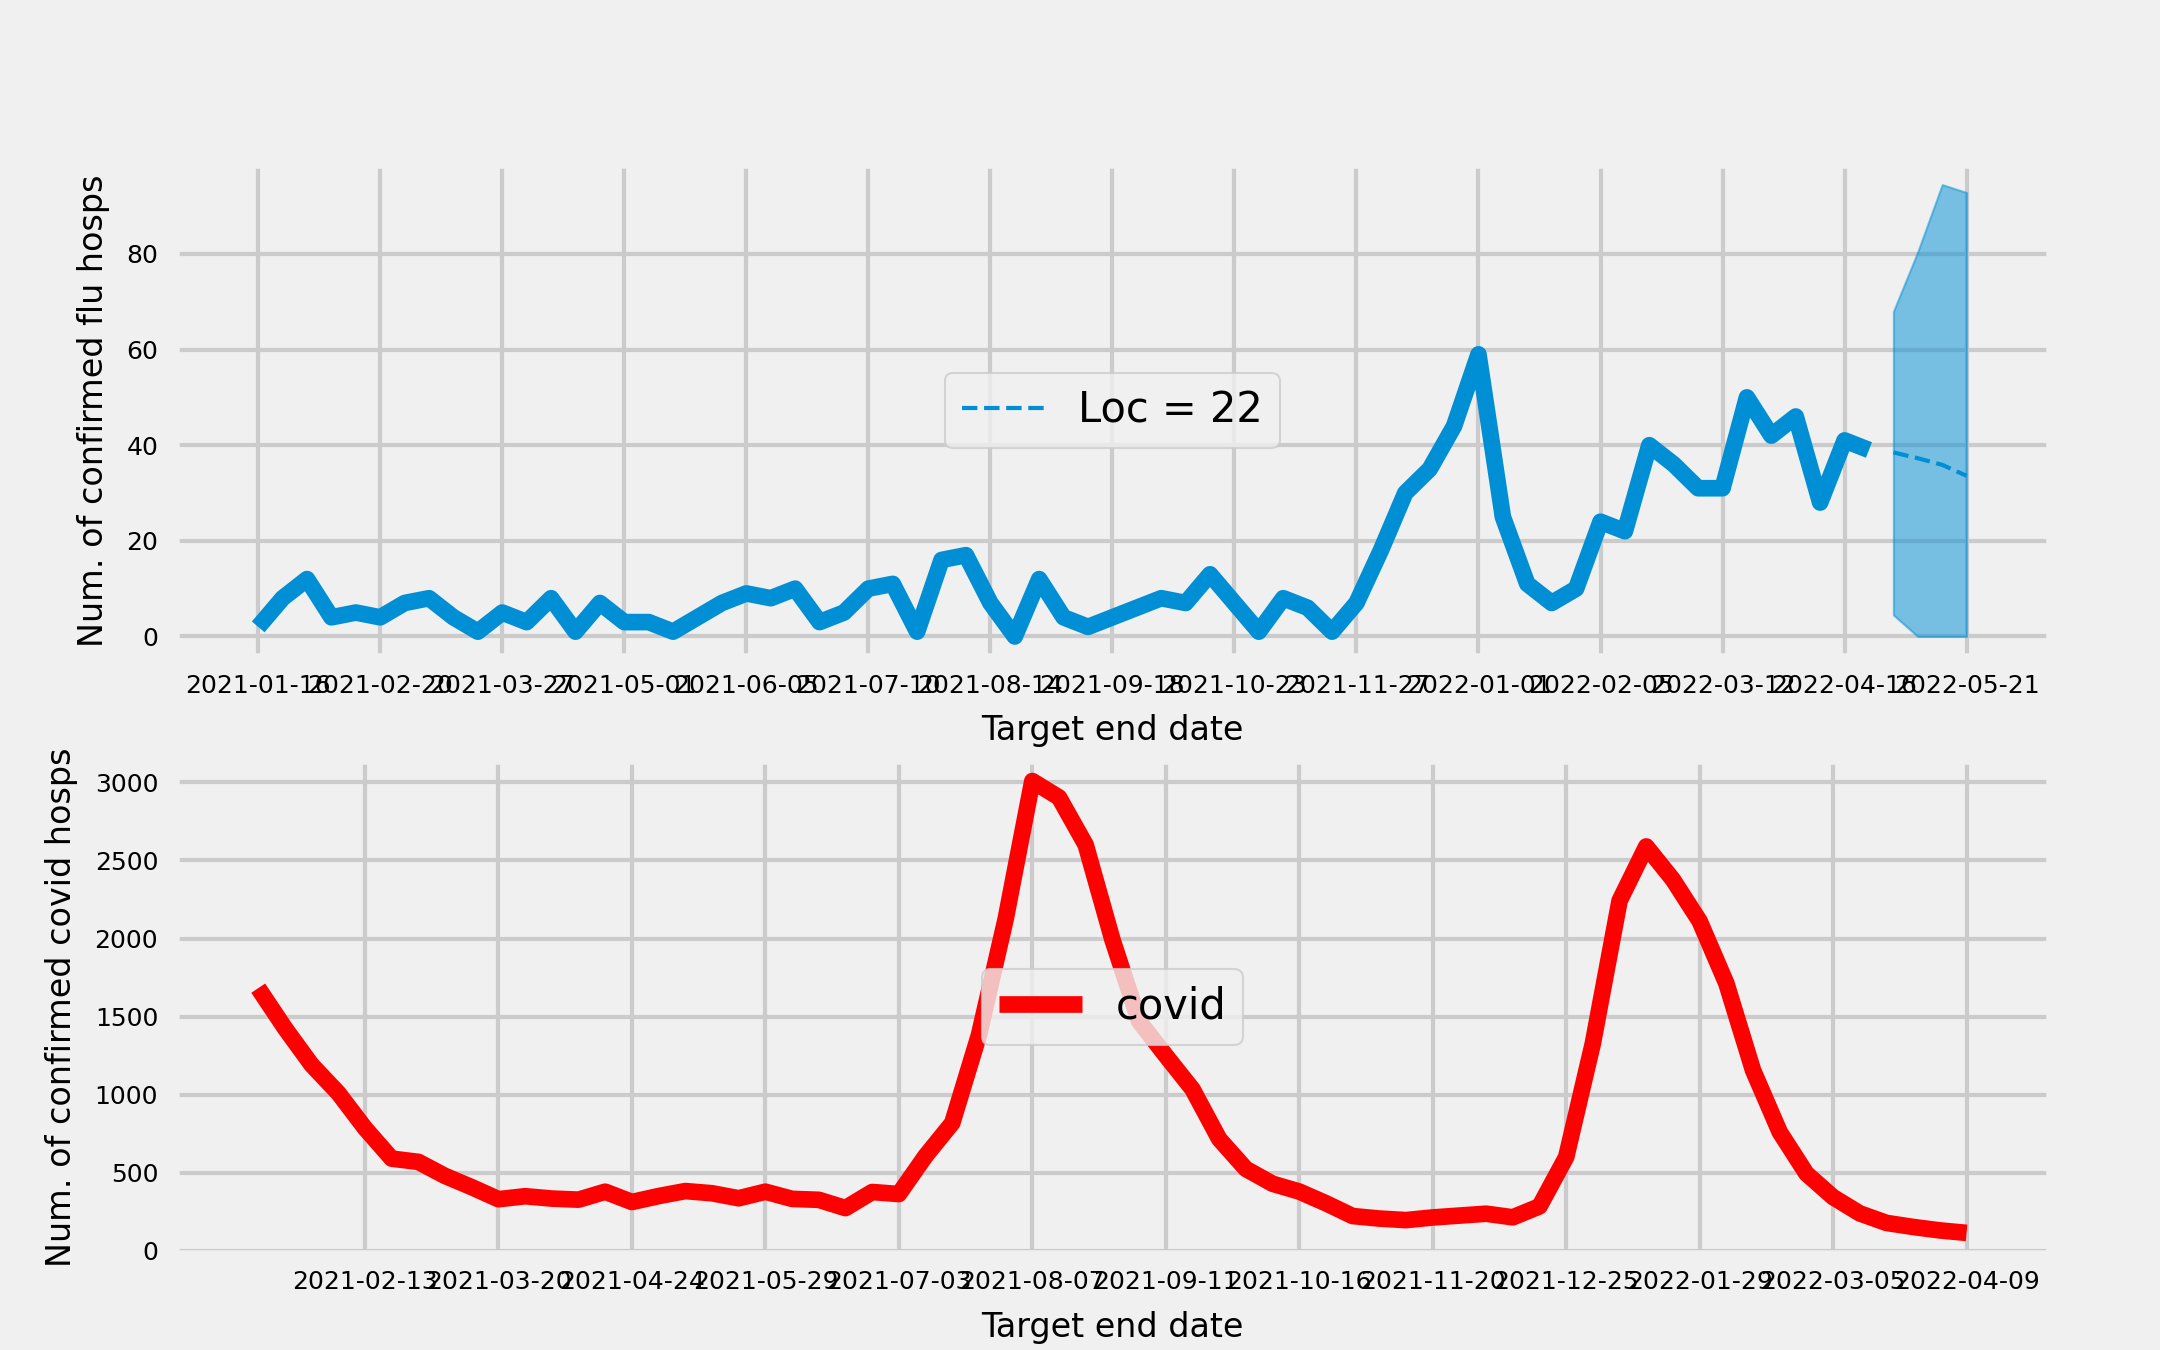 Num. of confirmed flu hosps
80
60
40
20
0
Loc = 22
2021-01-16 2021-02-20 2021-03-27 2021-05-01 2021-06-05 2021-07-10 2021-08-14 2021-09-18 2021-10-23 2021-11-27 2022-01-01 2022-02-05 2022-03-12 2022-04-16 2022-05-21
Target end date
Num. of confirmed covid hosps
3000
2500
2000
1500
1000
500
0
covid
2021-02-13 2021-03-20 2021-04-24 2021-05-29 2021-07-03 2021-08-07 2021-09-11 2021-10-16 2021-11-20 2021-12-25 2022-01-29 2022-03-05 2022-04-09
Target end date